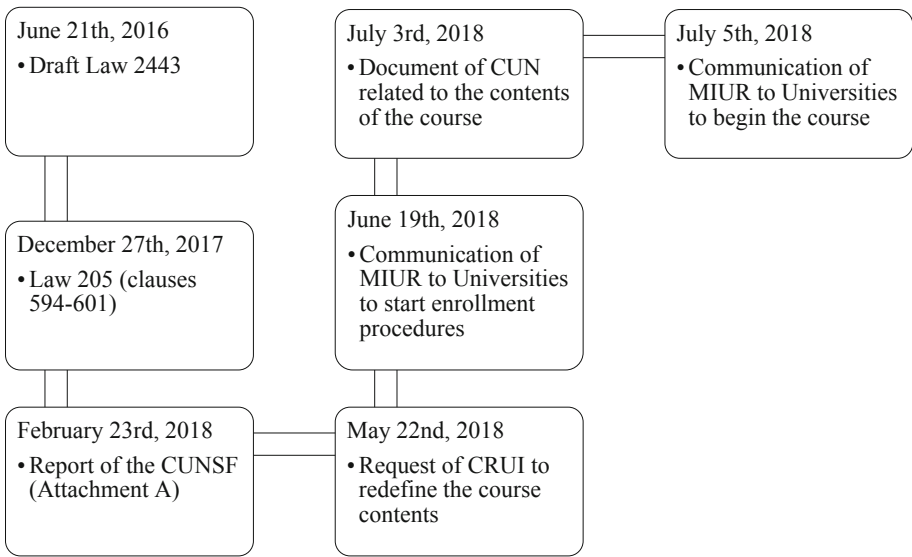 June 21th, 2016
• Draft Law 2443
December 27th, 2017
• Law 205 (clauses
594-601)
February 23rd, 2018
• Report of the CUNSF
(Attachment A)
May 22nd, 2018
• Request of CRUI to
redefine the course
contents
June 19th, 2018
• Communication of
MIUR to Universities
to start enrollment
procedures
July 3rd, 2018
• Document of CUN
related to the contents
of the course
July 5th, 2018
• Communication of
MIUR to Universities
to begin the course